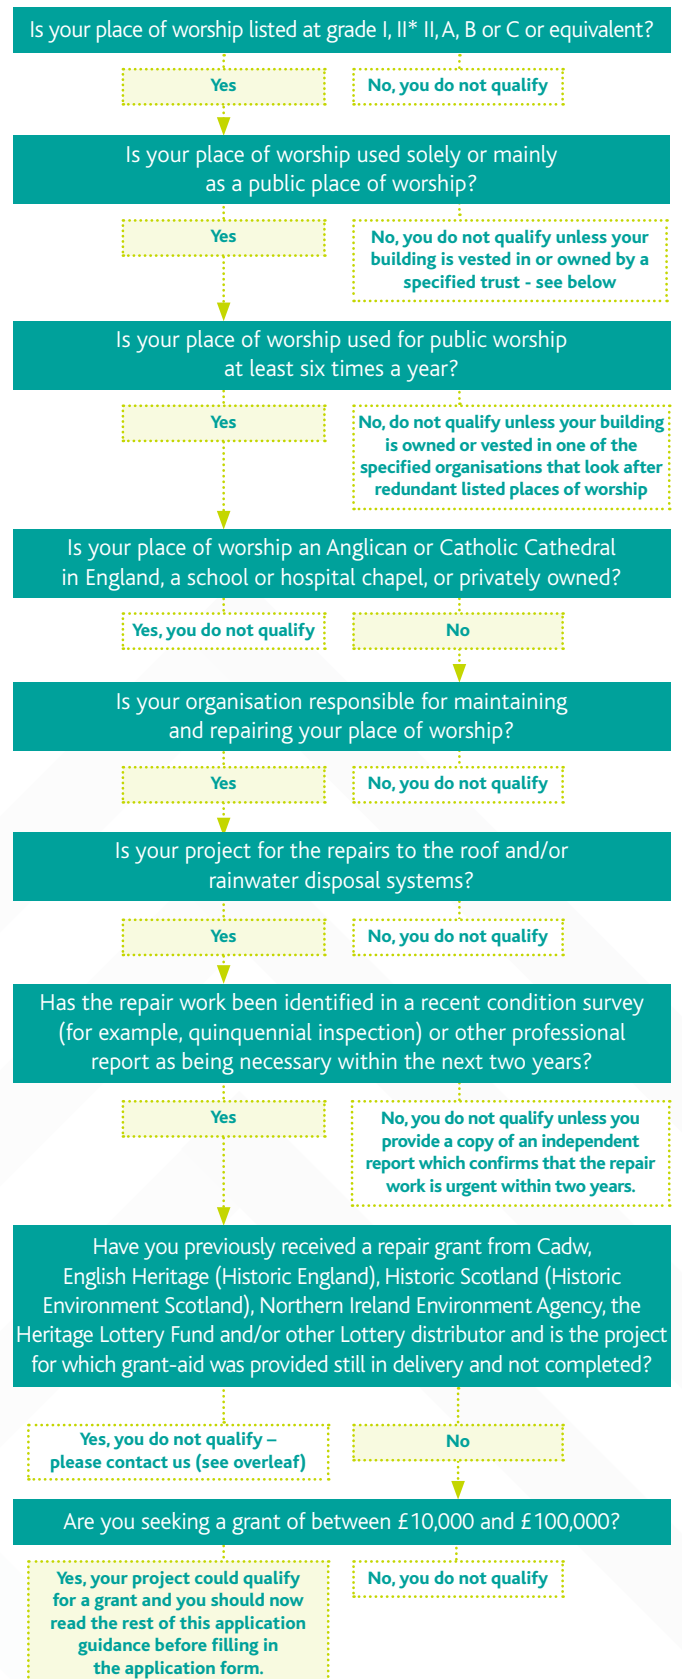 Is your place of worship listed at grade I, II* II, A, B or C or equivalent?
Yes
No, you do not qualify
Is your place of worship used solely or mainly
as a public place of worship?
Yes
No, you do not qualify unless your
building is vested in or owned by a
specified trust - see below
Is your place of worship used for public worship
at least six times a year?
Yes
No, do not qualify unless your building
is owned or vested in one of the
specified organisations that look after
redundant listed places of worship
Is your place of worship an Anglican or Catholic Cathedral
in England, a school or hospital chapel, or privately owned?
Yes, you do not qualify
No
Is your organisation responsible for maintaining
and repairing your place of worship?
Yes
No, you do not qualify
Is your project for the repairs to the roof and/or
rainwater disposal systems?
Yes
No, you do not qualify
Has the repair work been identified in a recent condition survey
(for example, quinquennial inspection) or other professional
report as being necessary within the next two years?
Yes
No, you do not qualify unless you
provide a copy of an independent
report which confirms that the repair
work is urgent within two years.
Have you previously received a repair grant from Cadw,
English Heritage (Historic England), Historic Scotland (Historic
Environment Scotland), Northern Ireland Environment Agency, the
Heritage Lottery Fund and/or other Lottery distributor and is the project
for which grant-aid was provided still in delivery and not completed?
Yes, you do not qualify –
please contact us (see overleaf)
No
Are you seeking a grant of between £10,000 and £100,000?
Yes, your project could qualify
for a grant and you should now
read the rest of this application
guidance before filling in
the application form.
No, you do not qualify